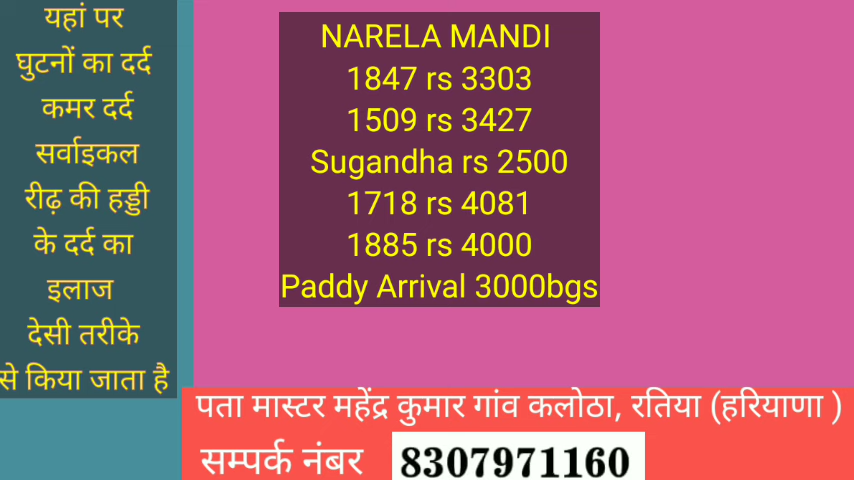 यहां पर
घुटनों का दर्द
कमर दर्द
सर्वाइकल
रीढ़ की हड्डी
के दर्द का
इलाज
देसी तरीके
से किया जाता है
NARELA MANDI
1847 rs 3303
1509 rs 3427
Sugandha rs 2500
1718 rs 4081
1885 rs 4000
Paddy Arrival 3000bgs
पता मास्टर महेंद्र कुमार गांव कलोठा, रतिया (हरियाणा )
सम्पर्क नंबर 8307971160